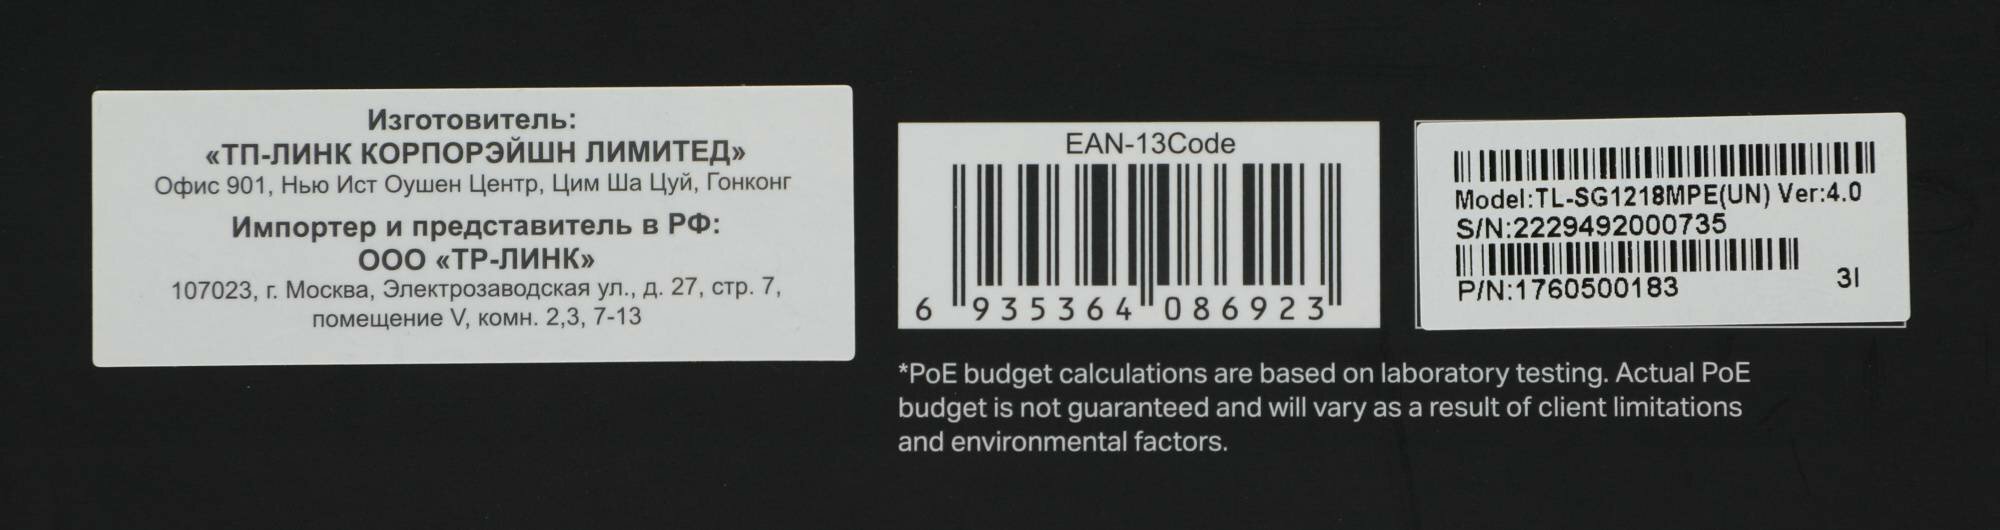 Изготовитель:
«ТП-ЛИНК КОРПОРЭЙШН ЛИМИТЕД»
Офис 901, Нью Ист Оушен Центр, Цим Ша Цуй, Гонконг
Импортер и представитель в РФ:
ООО «ТР-ЛИНК»
107023, г. Москва, Электрозаводская ул., д. 27, стр. 7,
помещение V, комн. 2,3, 7-13
EAN-13Code
6 935364 086923
Model:TL-SG1218MPE(UN) Ver:4.0
S/N:2229492000735
P/N:1760500183 3I
*PoE budget calculations are based on laboratory testing. Actual PoE
budget is not guaranteed and will vary as a result of client limitations
and environmental factors.